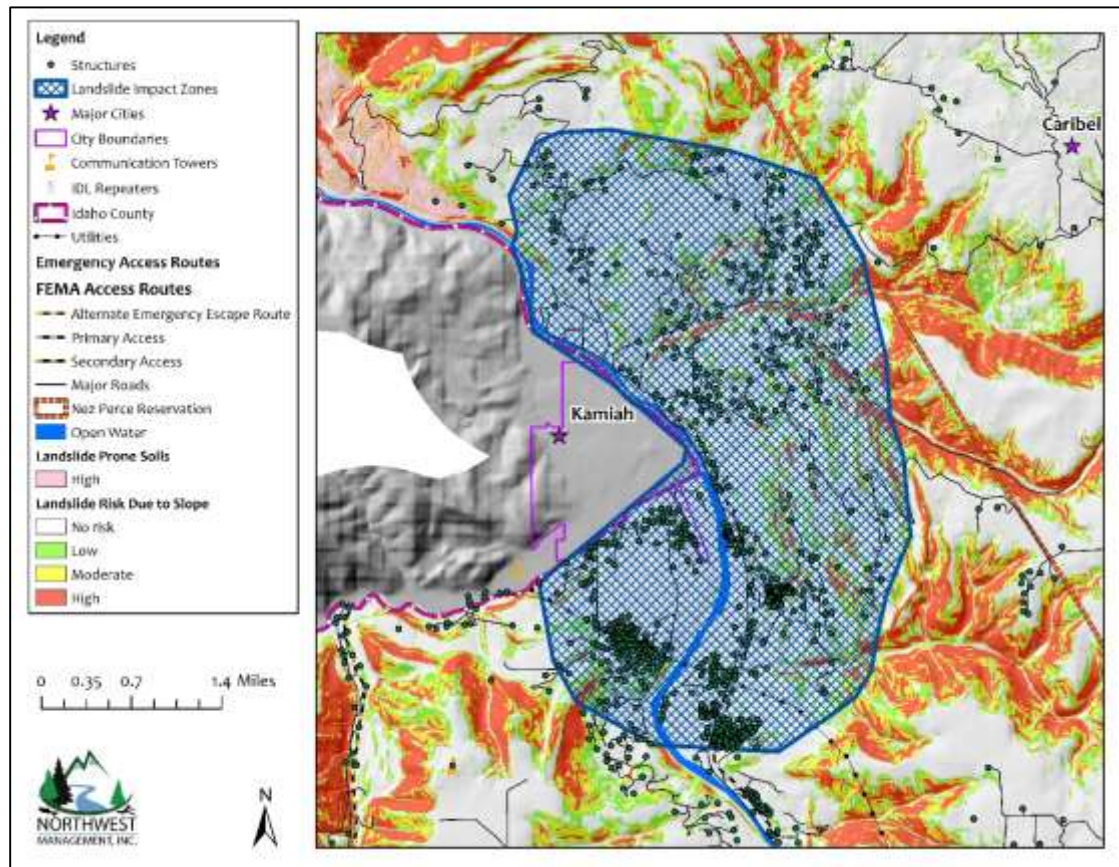 Legend
Structures
Landslide Impact Zones
Major Cities
City Boundaries
Communication Towers
IDL Repeaters
Idaho County
Utilities
Emergency Access Routes
FEMA Access Routes
Alternate Emergency Escape Route
Primary Access
Secondary Access
Major Roads
Nez Perce Reservation
Open Water
Landslide Prone Soils
High
Landslide Risk Due to Slope
No risk
Low
Moderate
High
0 0.35 0.7 1.4 Miles
NORTHWEST
MANAGEMENT, INC.
N
Caribel
Kamiah